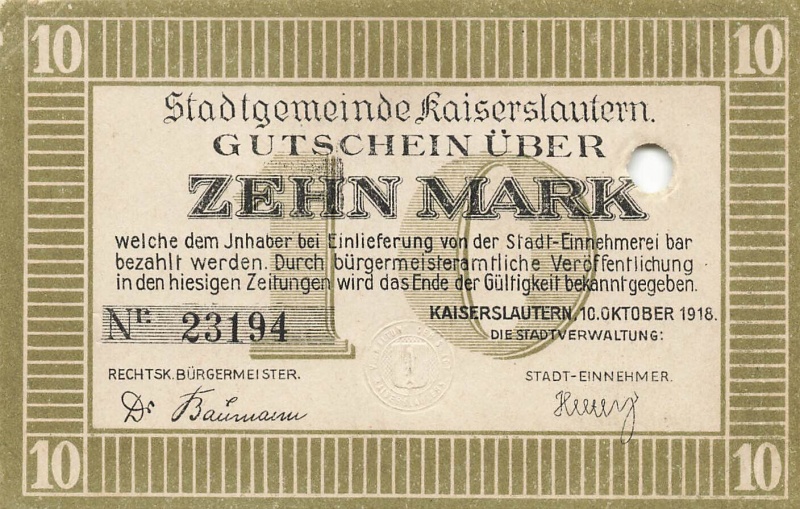 10 10
Stadtgemeinde Kaiserslautern.
GUTSCHEIN ÜBER
ZEHN MARK
10
welche dem Jnhaber bei Einlieferung von der Stadt-Einnehmerei bar
bezahlt werden. Durch bürgermeisteramtliche Veröffentlichung
in den hiesigen Zeitungen wird das Ende der Gültigkeit bekanntgegeben.
Nr. 23194
KAISERSLAUTERN, 10. OKTOBER 1918.
DIE STADTVERWALTUNG:
RECHTSK. BÜRGERMEISTER. STADT-EINNEHMER.
Dr Baumann
10 10